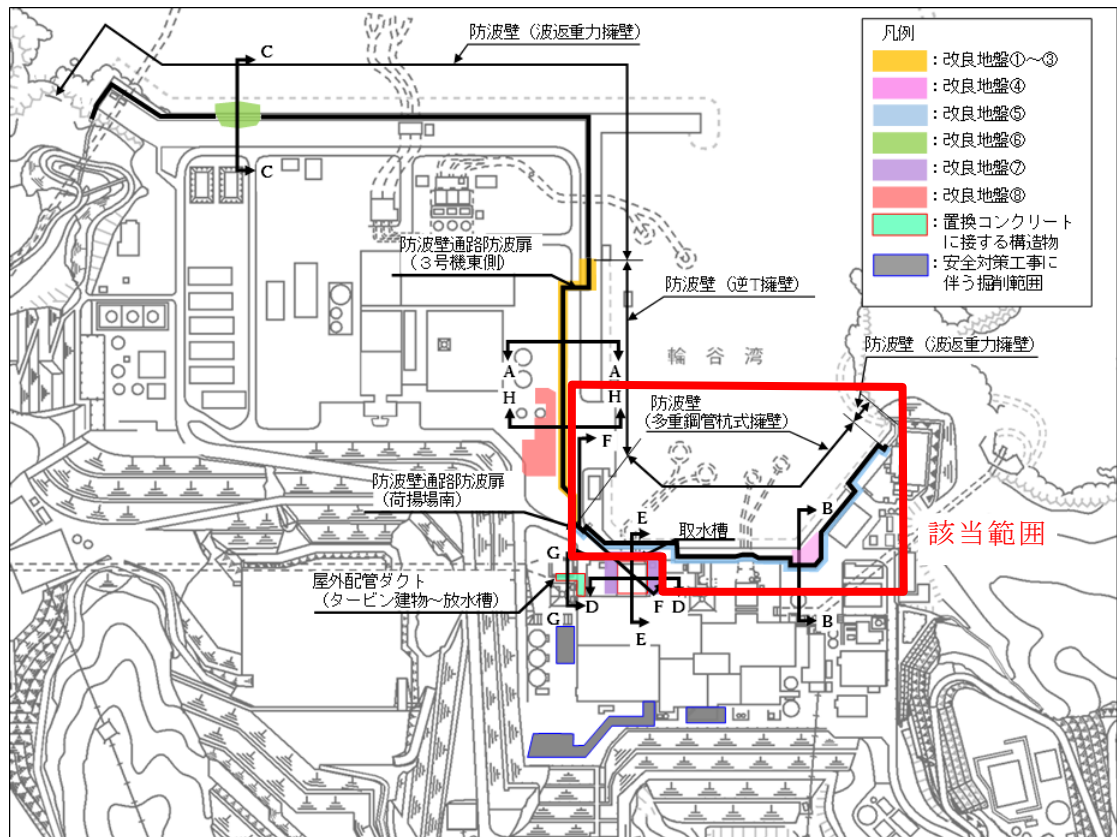 防波壁（波返重力擁壁）
C
C
凡例
：改良地盤①～③
：改良地盤④
：改良地盤⑤
：改良地盤⑥
：改良地盤⑦
：改良地盤⑧
：置換コンクリート
に接する構造物
：安全対策工事に
伴う掘削範囲
防波壁通路防波扉
（３号機東側）
防波壁（逆T擁壁）
輪谷湾
防波壁（波返重力擁壁）
A
A
H
H
防波壁
（多重鋼管杭式擁壁）
F
防波壁通路防波扉
（荷揚場南）
E
取水槽
B
該当範囲
G
屋外配管ダクト
（タービン建物～放水槽）
D
F
D
G
E
B